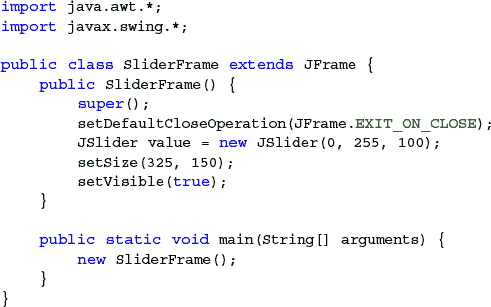 import java.awt.*;
import javax.swing.*;
public class SliderFrame extends JFrame {
public SliderFrame() {
super();
setDefaultCloseOperation(JFrame.EXIT_ON_CLOSE);
JSlider value = new JSlider(0, 255, 100);
setSize(325, 150);
setVisible(true);
}
public static void main(String[] arguments) {
new SliderFrame();
}
}